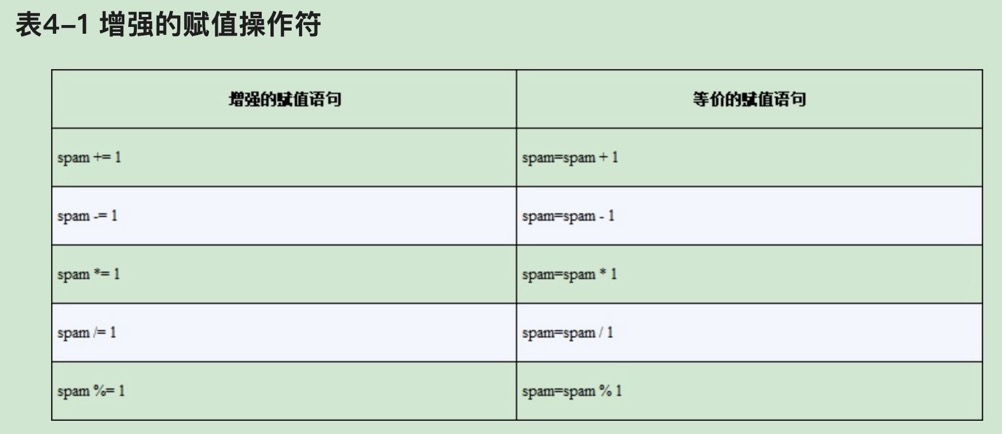 表4–1 增强的赋值操作符
增强的赋值语句 等价的赋值语句
spam += 1 spam=spam + 1
spam -= 1 spam=spam - 1
spam *= 1 spam=spam * 1
spam /= 1 spam=spam / 1
spam %= 1 spam=spam % 1